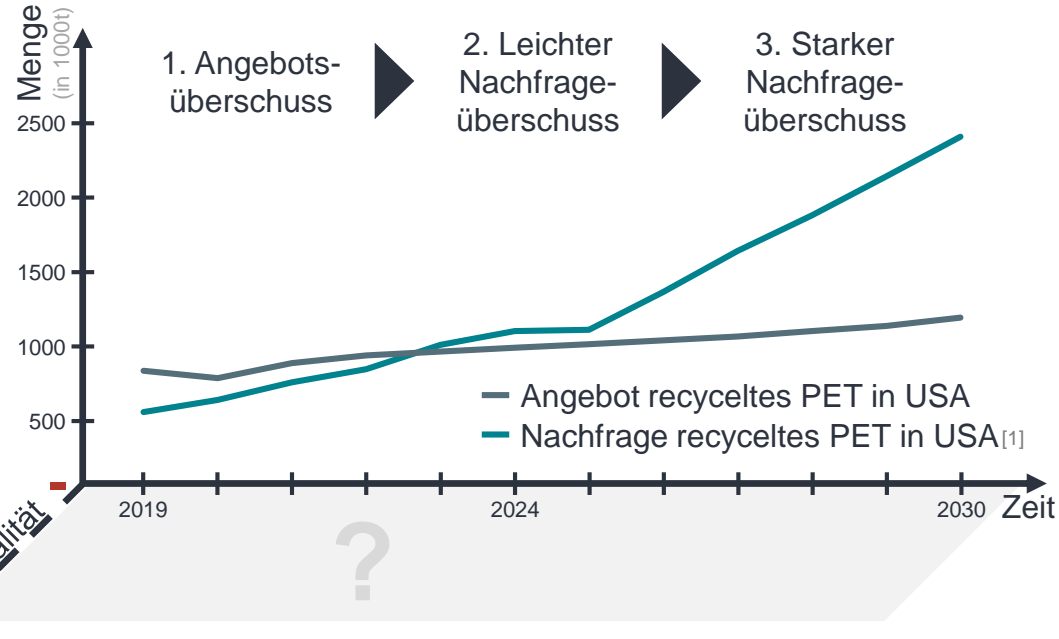 Menge
(in 1000t)
1. Angebots-
überschuss
2. Leichter
Nachfrage-
überschuss
3. Starker
Nachfrage-
überschuss
2500
2000
1500
1000
500
Angebot recyceltes PET in USA
Nachfrage recyceltes PET in USA[1]
2019
2024
2030
Zeit
?